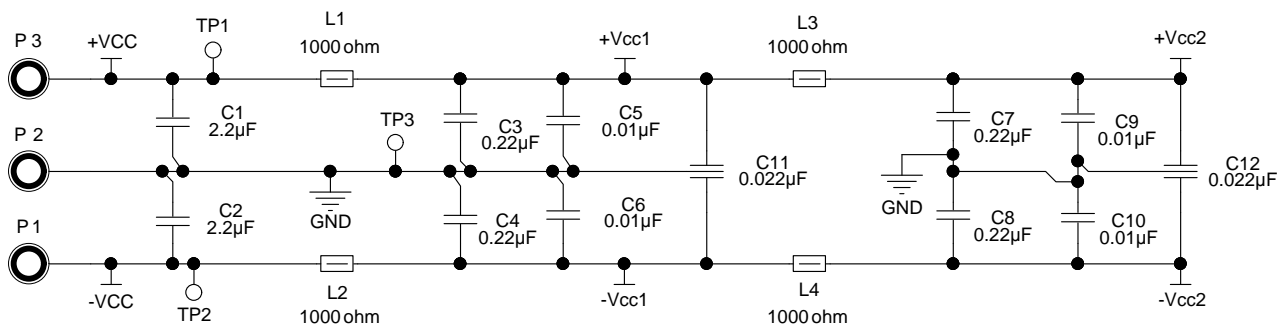 P 3
+VCC
TP1
L1
1000 ohm
+Vcc1
L3
1000 ohm
+Vcc2
C1
2.2µF
C3
0.22µF
C5
0.01µF
C7
0.22µF
C9
0.01µF
P 2
TP3
C11
0.022µF
C12
0.022µF
GND
GND
C2
2.2µF
C4
0.22µF
C6
0.01µF
C8
0.22µF
C10
0.01µF
P 1
-VCC
TP2
L2
1000 ohm
-Vcc1
L4
1000 ohm
-Vcc2